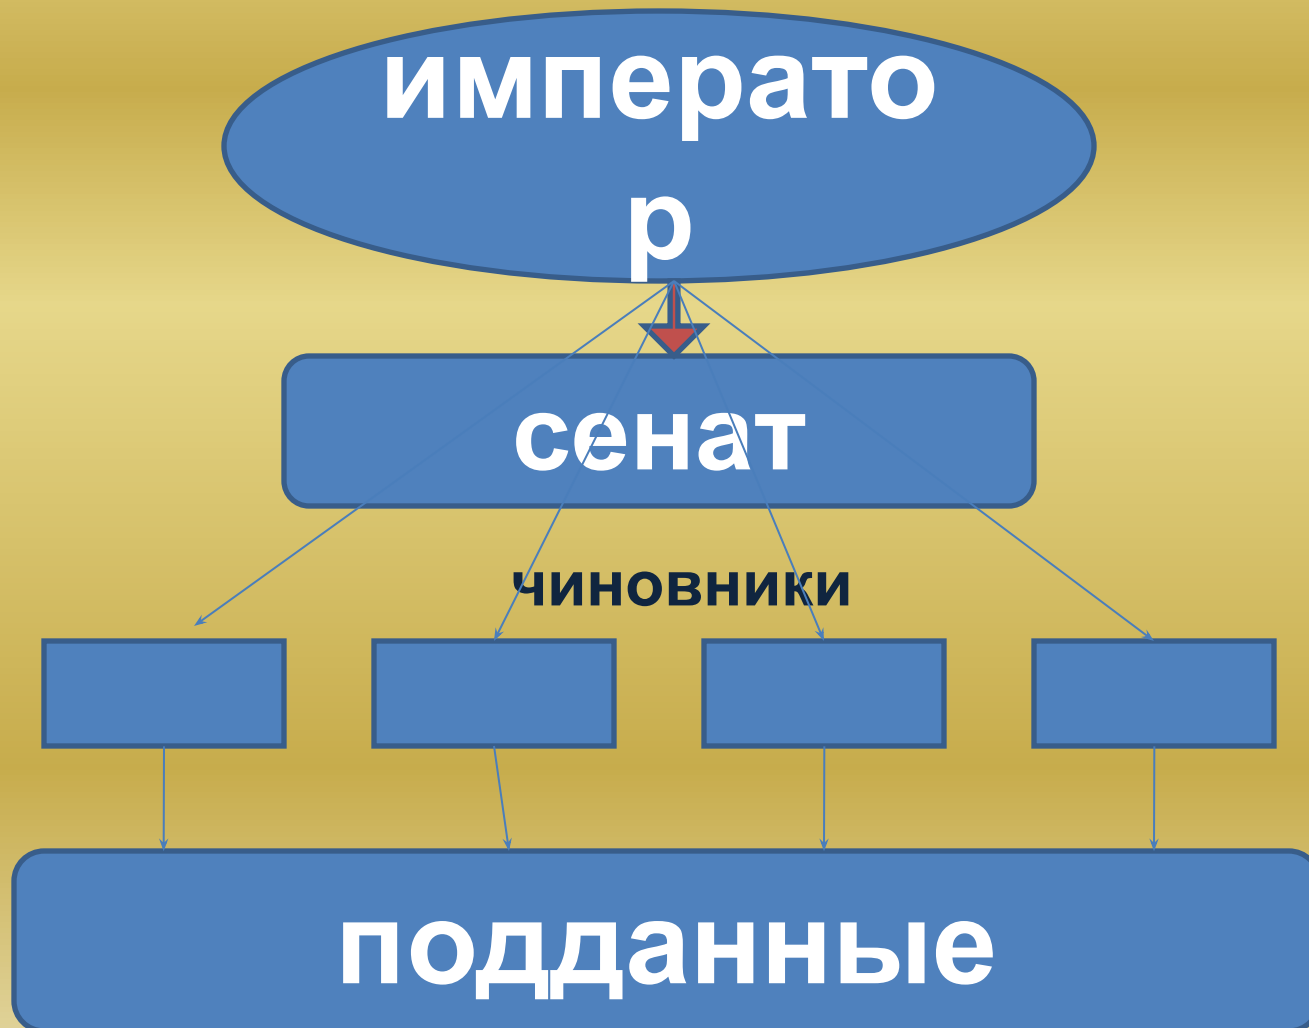 императо
р
сенат
чиновники
подданные